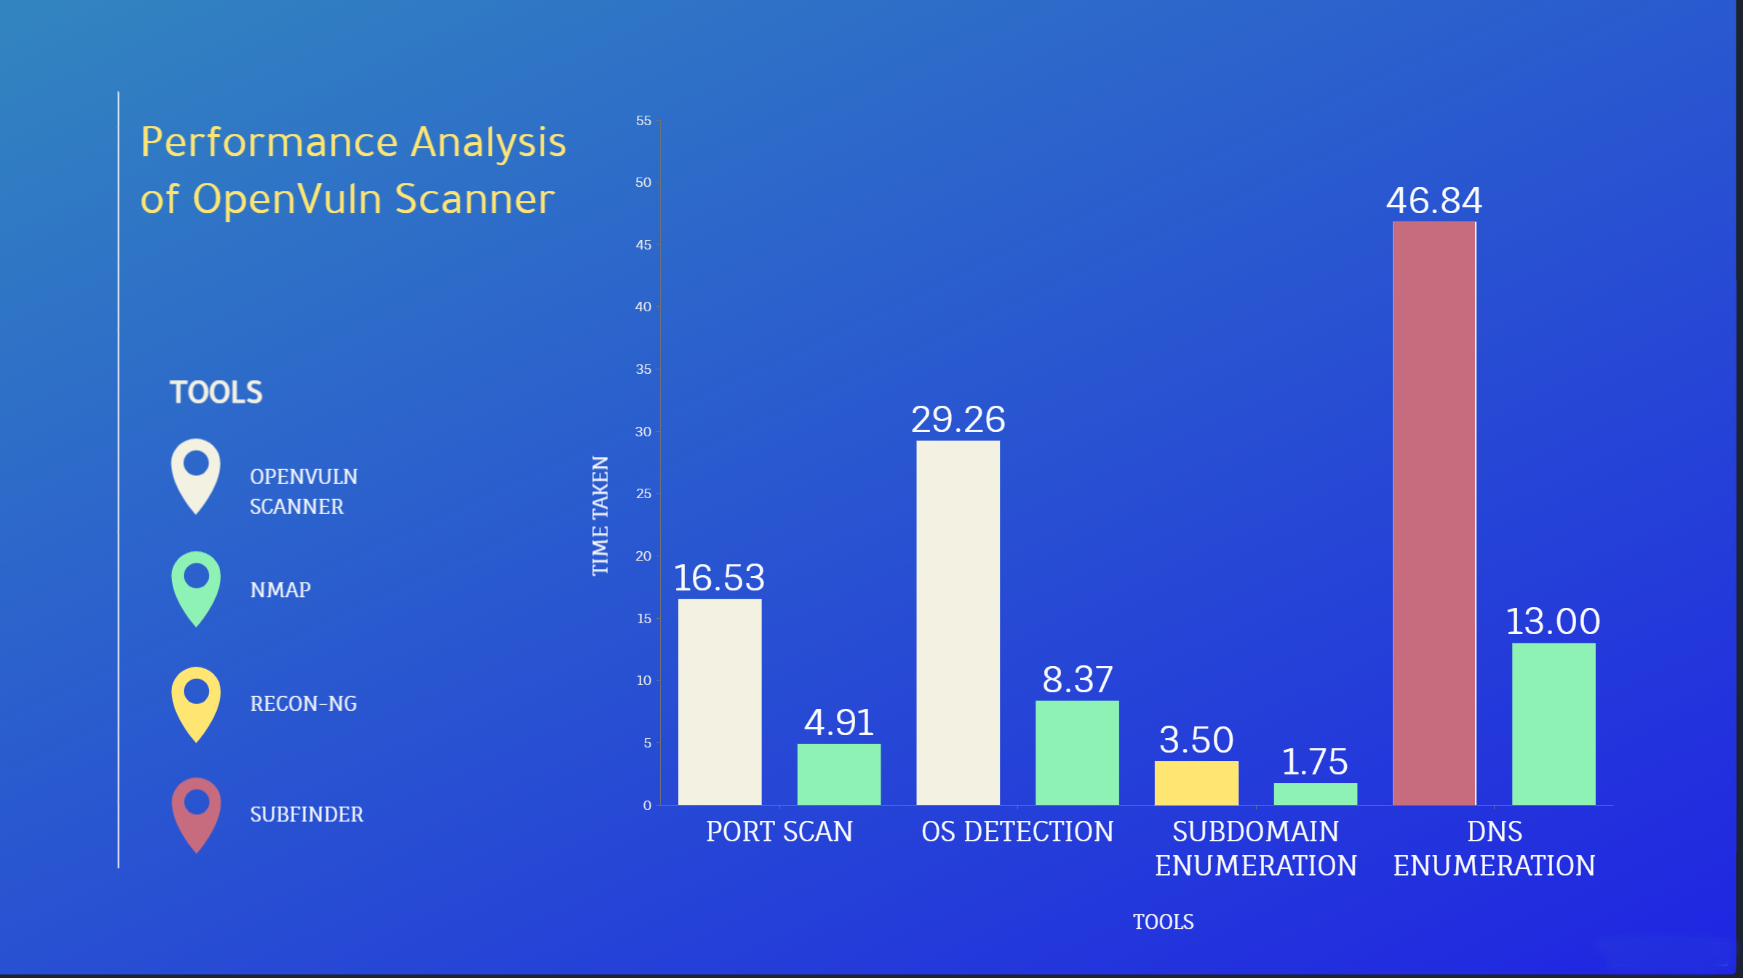 Performance Analysis
of OpenVuln Scanner
TOOLS
OPENVULN
SCANNER
NMAP
RECON-NG
SUBFINDER
TIME TAKEN
55
50
45
40
35
30
25
20
15
10
5
0
16.53
4.91
29.26
8.37
3.50
1.75
46.84
13.00
PORT SCAN
OS DETECTION
SUBDOMAIN
ENUMERATION
DNS
ENUMERATION
TOOLS